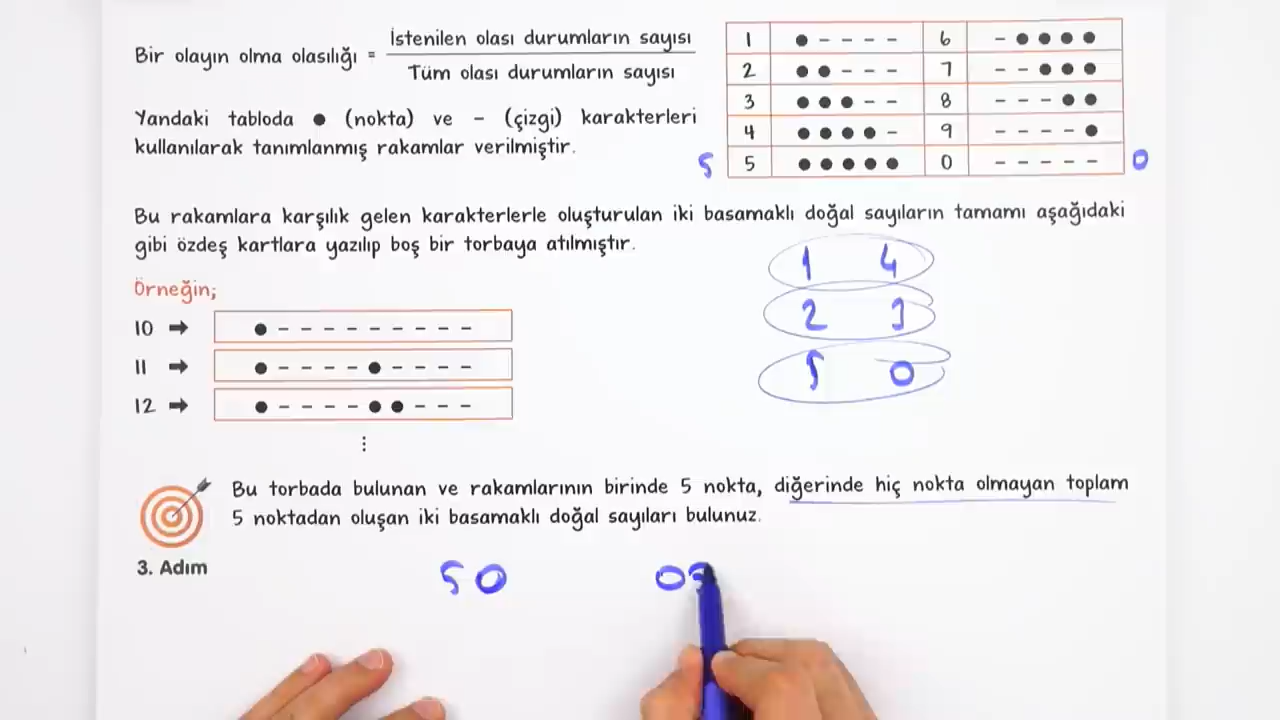 Bir olayın olma olasılığı = İstenilen olası durumların sayısı
Tüm olası durumların sayısı
Yandaki tabloda ● (nokta) ve - (çizgi) karakterleri
kullanılarak tanımlanmış rakamlar verilmiştir.
1 ● - - - - 6 - ● ● ● ●
2 ● ● - - - 7 - - ● ● ●
3 ● ● ● - - 8 - - - ● ●
4 ● ● ● ● - 9 - - - - ●
5 5 ● ● ● ● ● 0 - - - - - 0
Bu rakamlara karşılık gelen karakterlerle oluşturulan iki basamaklı doğal sayıların tamamı aşağıdaki
gibi özdeş kartlara yazılıp boş bir torbaya atılmıştır.
1 4
2 3
5 0
Örneğin;
10 → ● - - - - - - - - -
11 → ● - - - - ● - - - -
12 → ● - - - - ● ● - - -
⋮
Bu torbada bulunan ve rakamlarının birinde 5 nokta, diğerinde hiç nokta olmayan toplam
5 noktadan oluşan iki basamaklı doğal sayıları bulunuz.
3. Adım
50 0